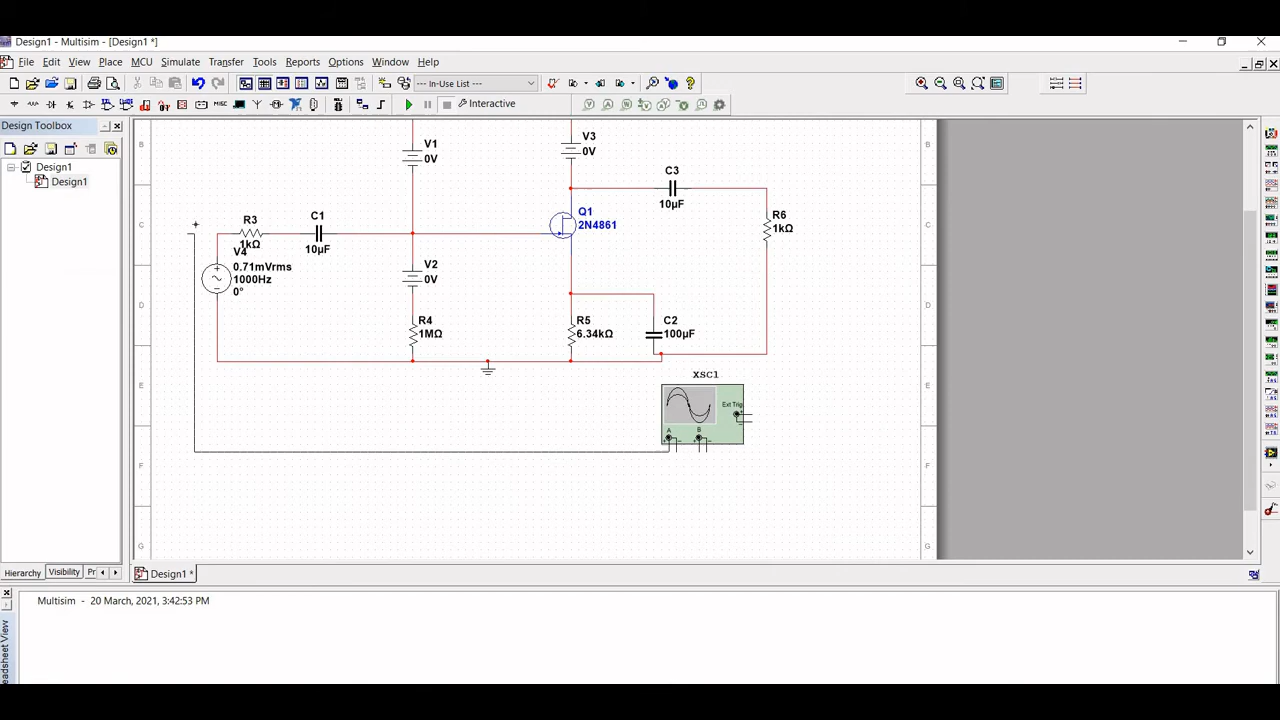 Design1 - Multisim - [Design1 *]
File Edit View Place MCU Simulate Transfer Tools Reports Options Window Help
--- In-Use List ---
Interactive
Design Toolbox
Design1
Design1
B
V1
0V
V3
0V
B
C3
10µF
C
R3
1kΩ
C1
10µF
Q1
2N4861
R6
1kΩ
C
V4
0.71mVrms
1000Hz
0°
V2
0V
D
D
R4
1MΩ
R5
6.34kΩ
C2
100µF
E
XSC1
E
Ext Trig
A
B
F
F
G
G
Hierarchy Visibility Pr
Design1 *
Multisim - 20 March, 2021, 3:42:53 PM
eadsheet View